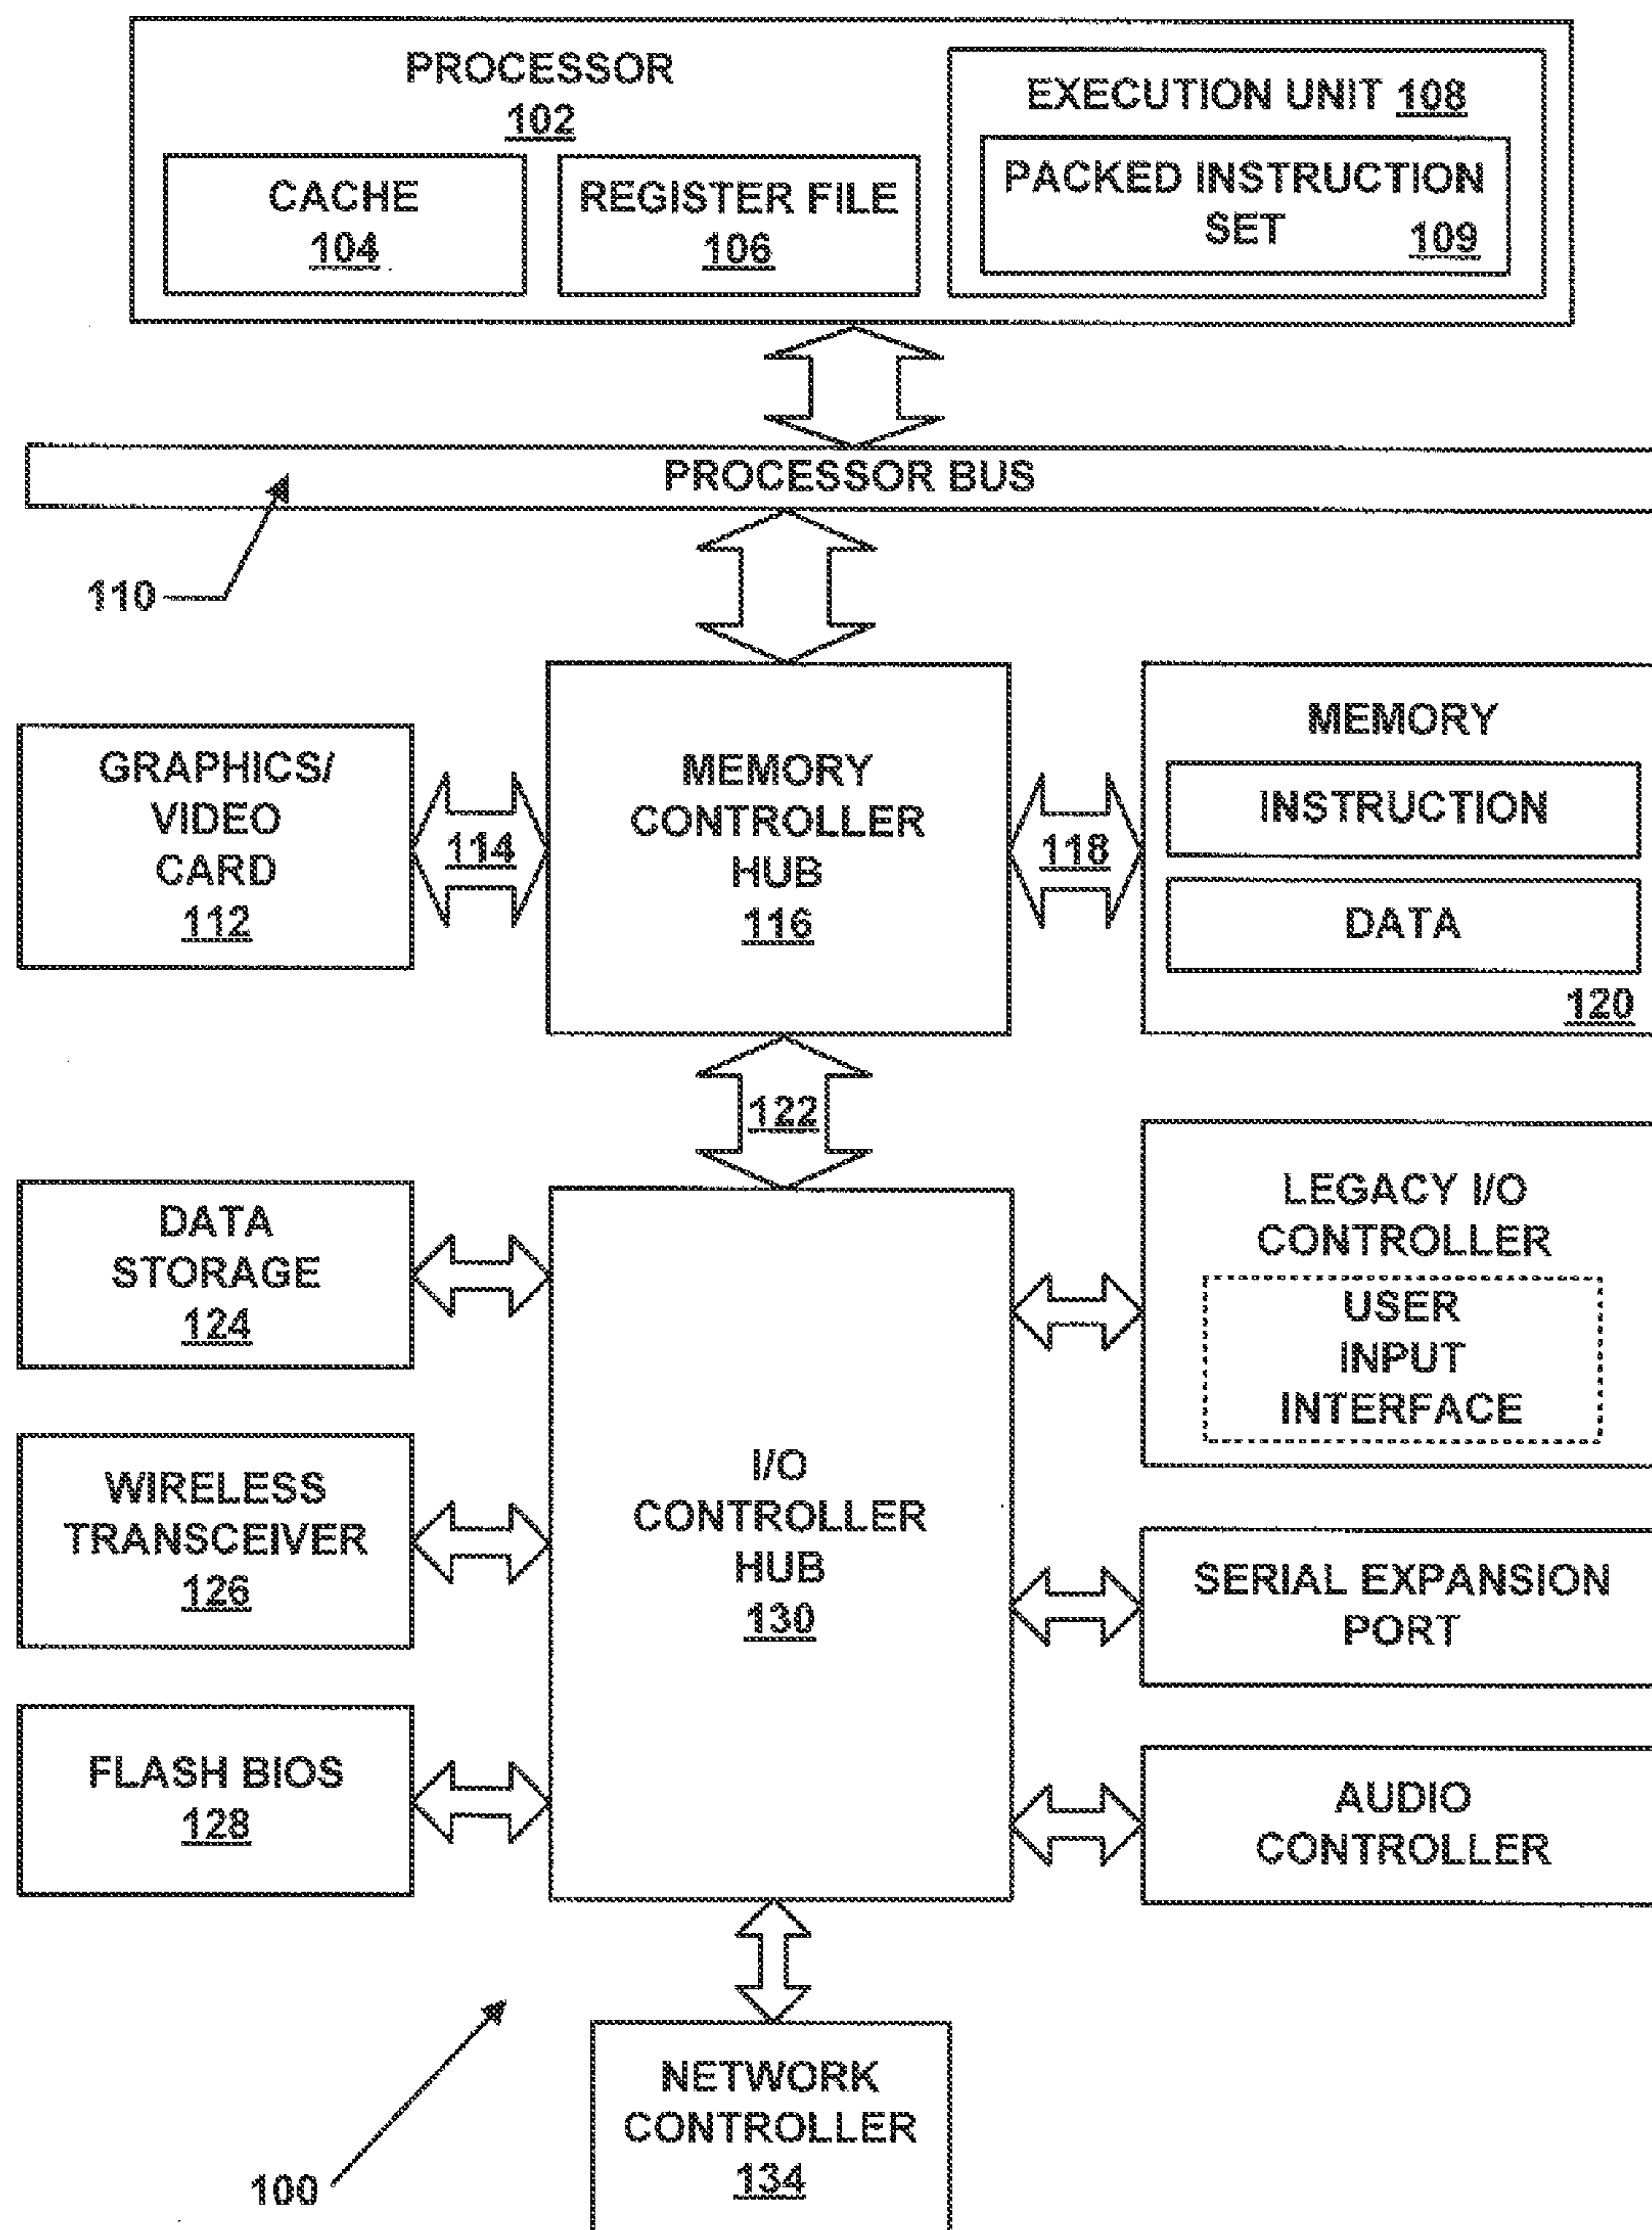 PROCESSOR
102
CACHE
104
REGISTER FILE
106
EXECUTION UNIT 108
PACKED INSTRUCTION
SET 109
PROCESSOR BUS
110
GRAPHICS/
VIDEO
CARD
112
114
MEMORY
CONTROLLER
HUB
116
118
MEMORY
INSTRUCTION
DATA
120
122
DATA
STORAGE
124
WIRELESS
TRANSCEIVER
126
FLASH BIOS
128
I/O
CONTROLLER
HUB
130
LEGACY I/O
CONTROLLER
USER
INPUT
INTERFACE
SERIAL EXPANSION
PORT
AUDIO
CONTROLLER
NETWORK
CONTROLLER
134
100